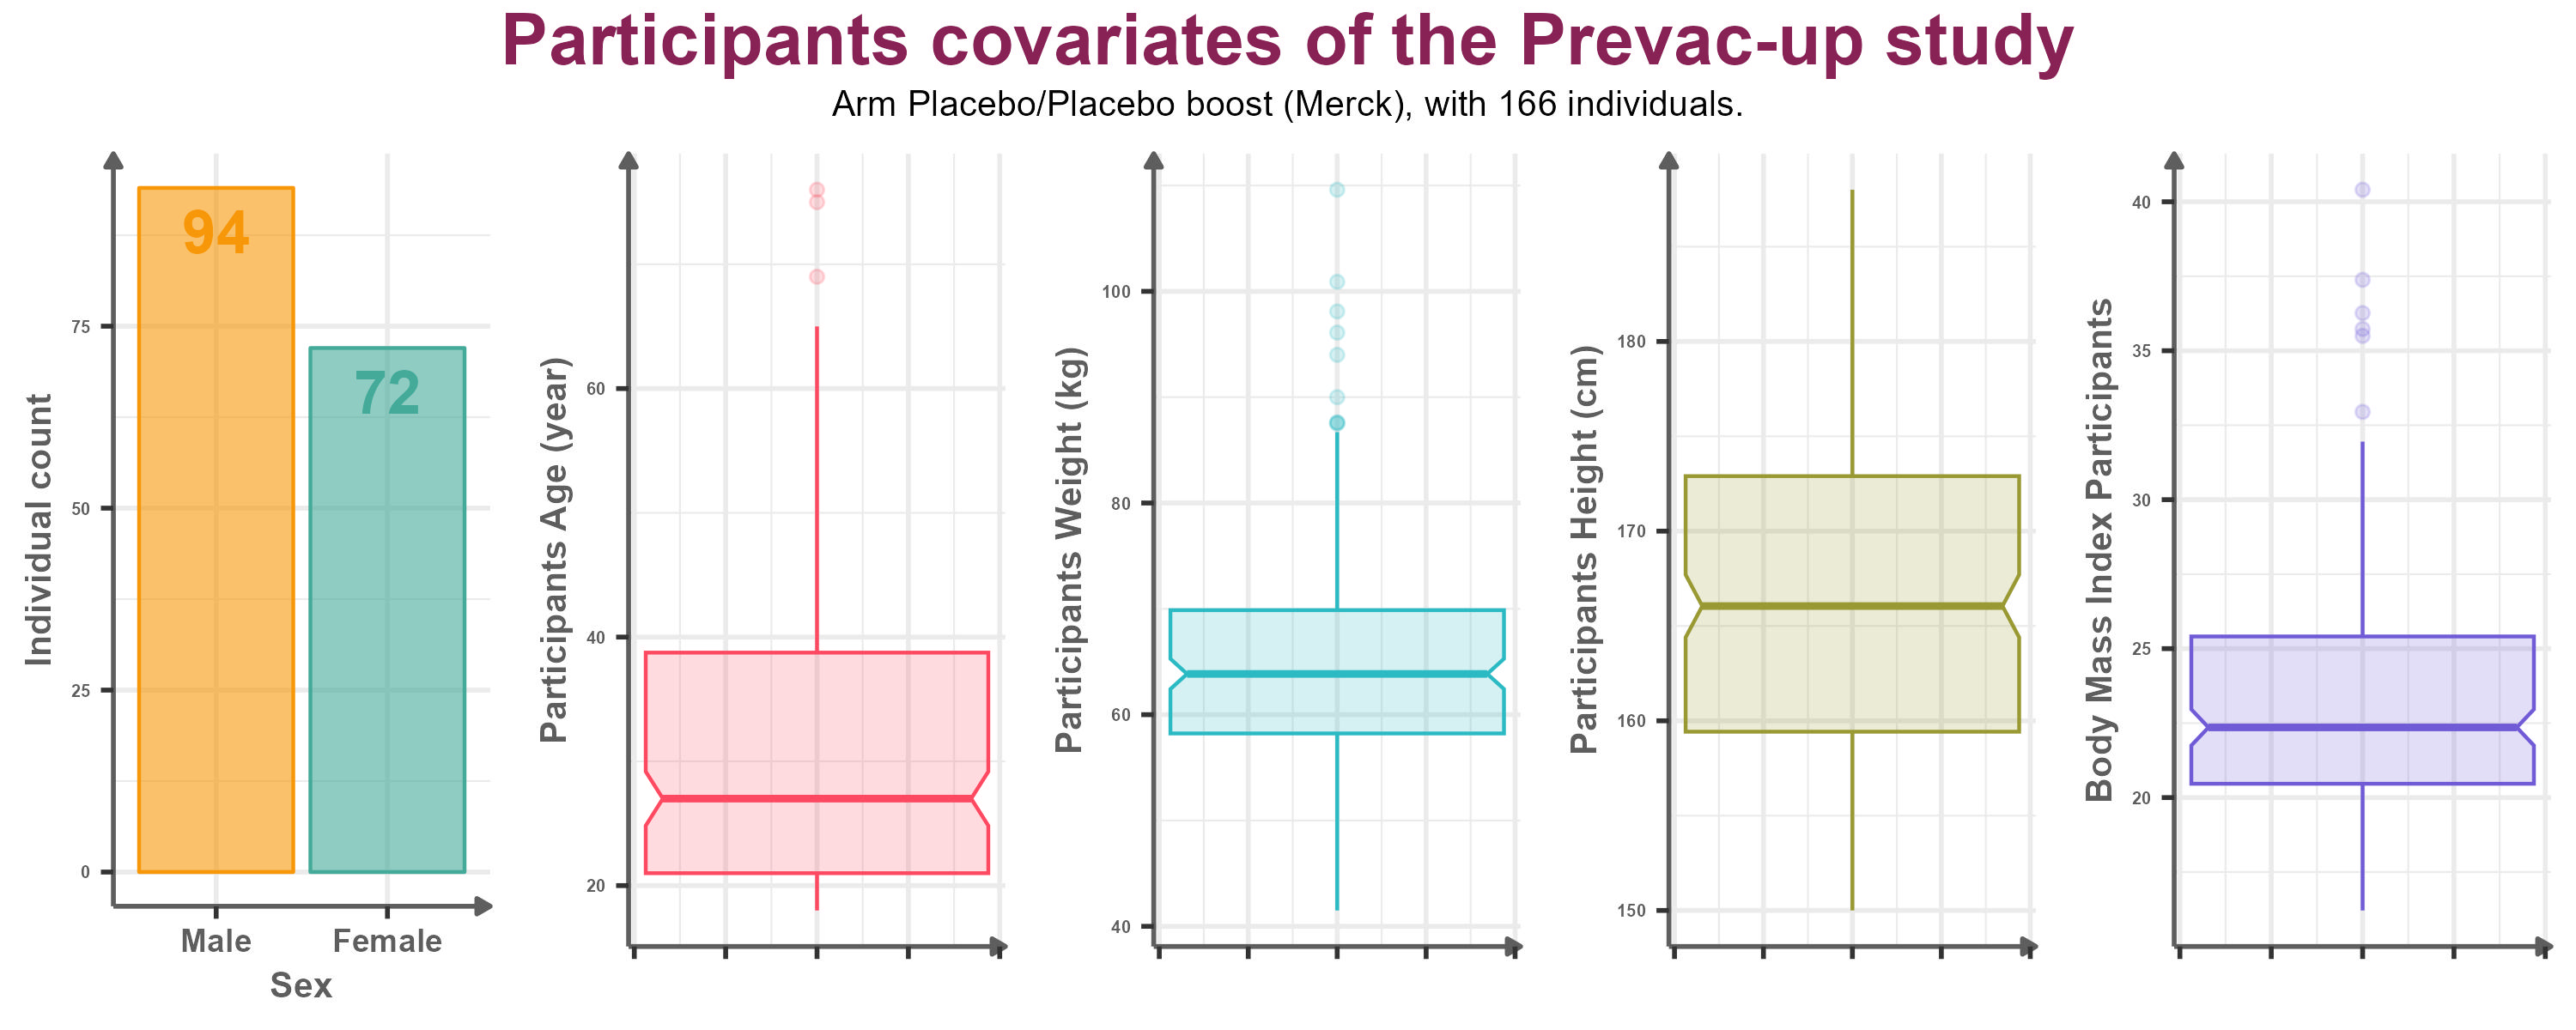 Participants covariates of the Prevac-up study
Arm Placebo/Placebo boost (Merck), with 166 individuals.
Individual count
75
50
25
0
94
72
Male Female
Sex
Participants Age (year)
60
40
20
Participants Weight (kg)
100
80
60
40
Participants Height (cm)
180
170
160
150
Body Mass Index Participants
40
35
30
25
20